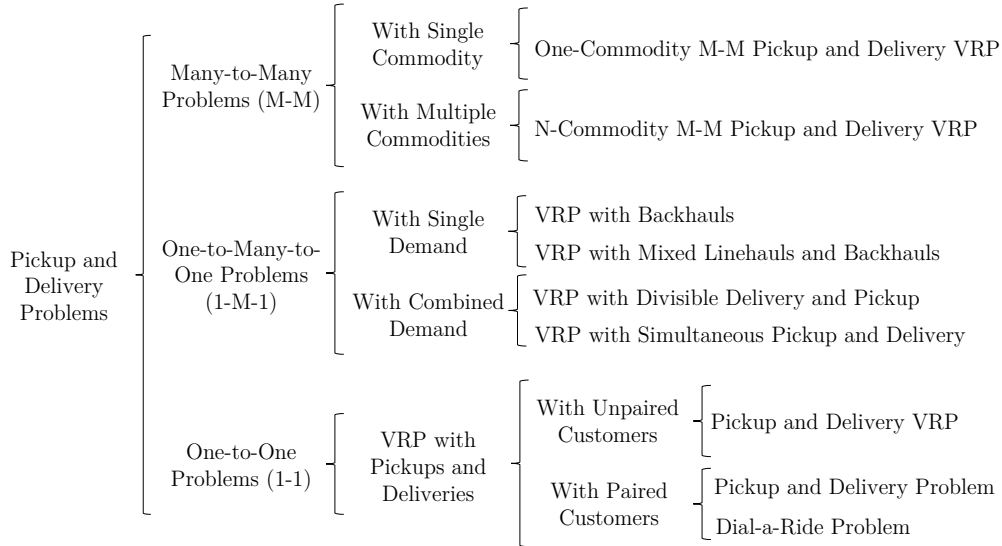 Pickup and
Delivery
Problems
Many-to-Many
Problems (M-M)
With Single
Commodity
One-Commodity M-M Pickup and Delivery VRP
With Multiple
Commodities
N-Commodity M-M Pickup and Delivery VRP
One-to-Many-to-
One Problems
(1-M-1)
With Single
Demand
VRP with Backhauls
VRP with Mixed Linehauls and Backhauls
With Combined
Demand
VRP with Divisible Delivery and Pickup
VRP with Simultaneous Pickup and Delivery
One-to-One
Problems (1-1)
VRP with
Pickups and
Deliveries
With Unpaired
Customers
Pickup and Delivery VRP
With Paired
Customers
Pickup and Delivery Problem
Dial-a-Ride Problem